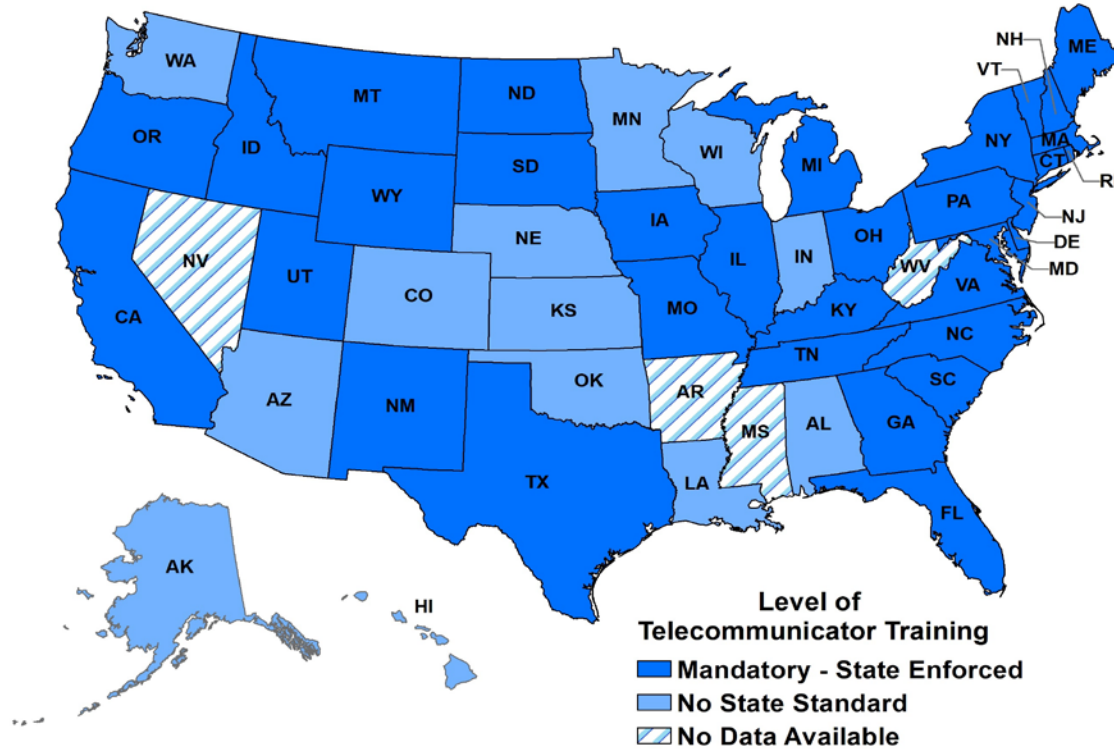 NH
ME
VT
WA
MT
ND
MN
OR
ID
SD
WI
MI
NY
MA
CT
R
WY
IA
PA
NJ
NE
OH
DE
NV
UT
CO
IL
IN
WV
MD
CA
KS
MO
KY
VA
NC
TN
AZ
NM
OK
AR
SC
MS
AL
GA
TX
LA
FL
AK
HI
Level of
Telecommunicator Training
Mandatory - State Enforced
No State Standard
No Data Available